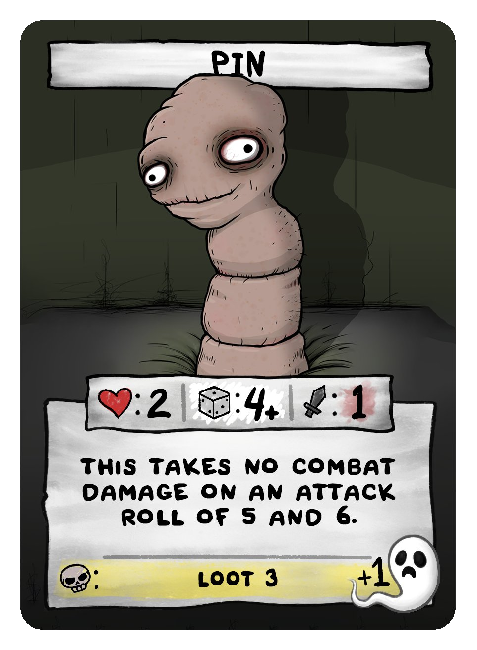 PIN
:2 :4+ :1
THIS TAKES NO COMBAT
DAMAGE ON AN ATTACK
ROLL OF 5 AND 6.
: LOOT 3 +1